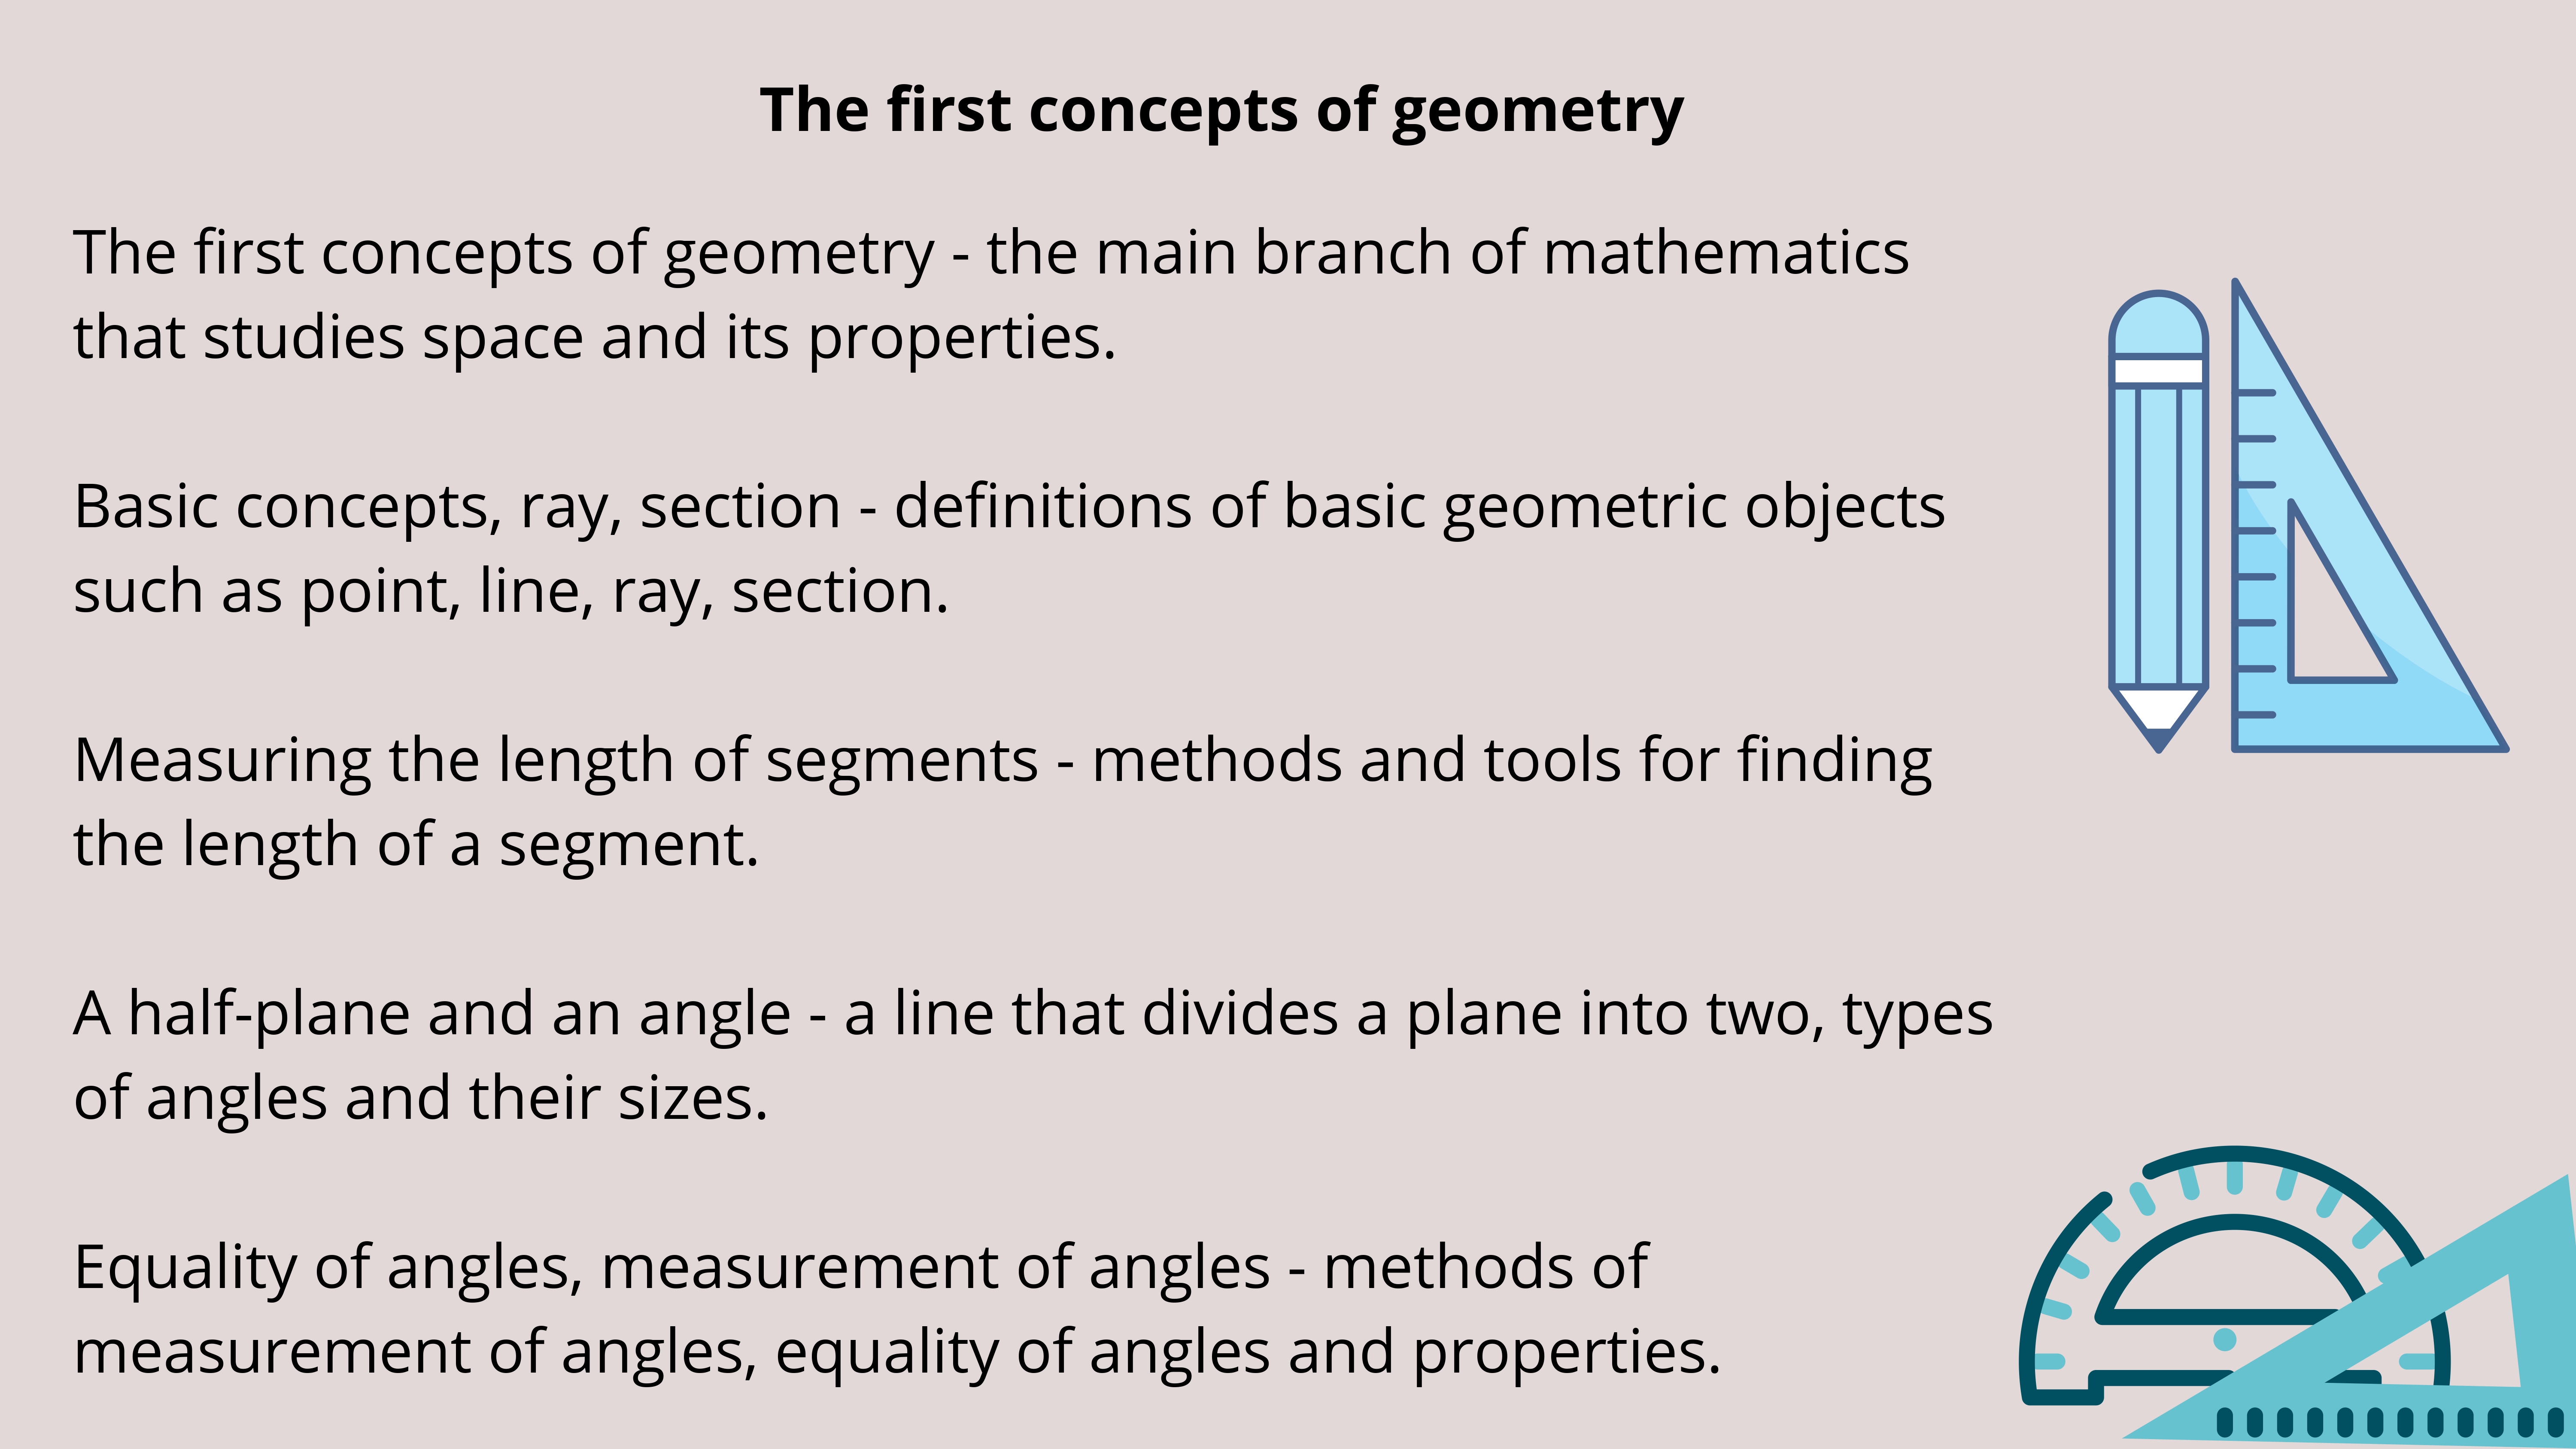 The first concepts of geometry
The first concepts of geometry - the main branch of mathematics
that studies space and its properties.
Basic concepts, ray, section - definitions of basic geometric objects
such as point, line, ray, section.
Measuring the length of segments - methods and tools for finding
the length of a segment.
A half-plane and an angle - a line that divides a plane into two, types
of angles and their sizes.
Equality of angles, measurement of angles - methods of
measurement of angles, equality of angles and properties.